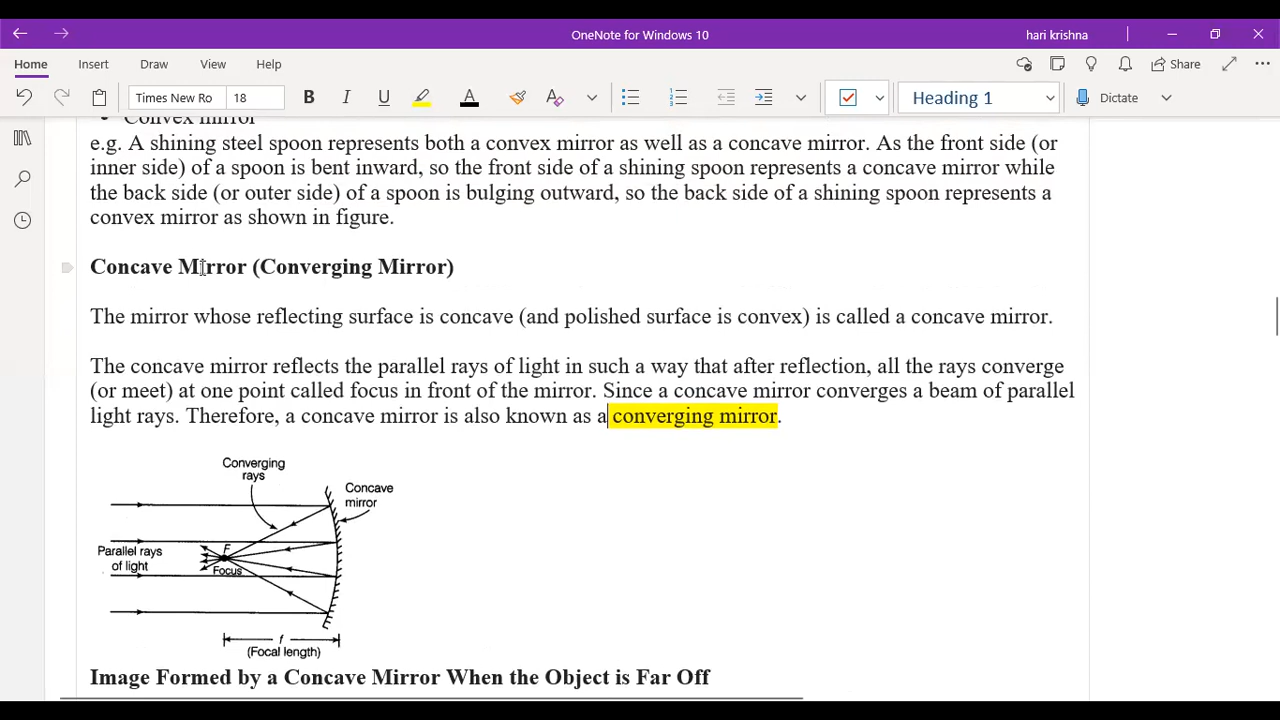 OneNote for Windows 10
hari krishna
Home Insert Draw View Help
Share
Times New Ro 18 B I U A Heading 1 Dictate
• Convex mirror
e.g. A shining steel spoon represents both a convex mirror as well as a concave mirror. As the front side (or
inner side) of a spoon is bent inward, so the front side of a shining spoon represents a concave mirror while
the back side (or outer side) of a spoon is bulging outward, so the back side of a shining spoon represents a
convex mirror as shown in figure.
Concave Mirror (Converging Mirror)
The mirror whose reflecting surface is concave (and polished surface is convex) is called a concave mirror.
The concave mirror reflects the parallel rays of light in such a way that after reflection, all the rays converge
(or meet) at one point called focus in front of the mirror. Since a concave mirror converges a beam of parallel
light rays. Therefore, a concave mirror is also known as a converging mirror.
Converging
rays
Concave
mirror
Parallel rays
of light
F
Focus
f
(Focal length)
Image Formed by a Concave Mirror When the Object is Far Off